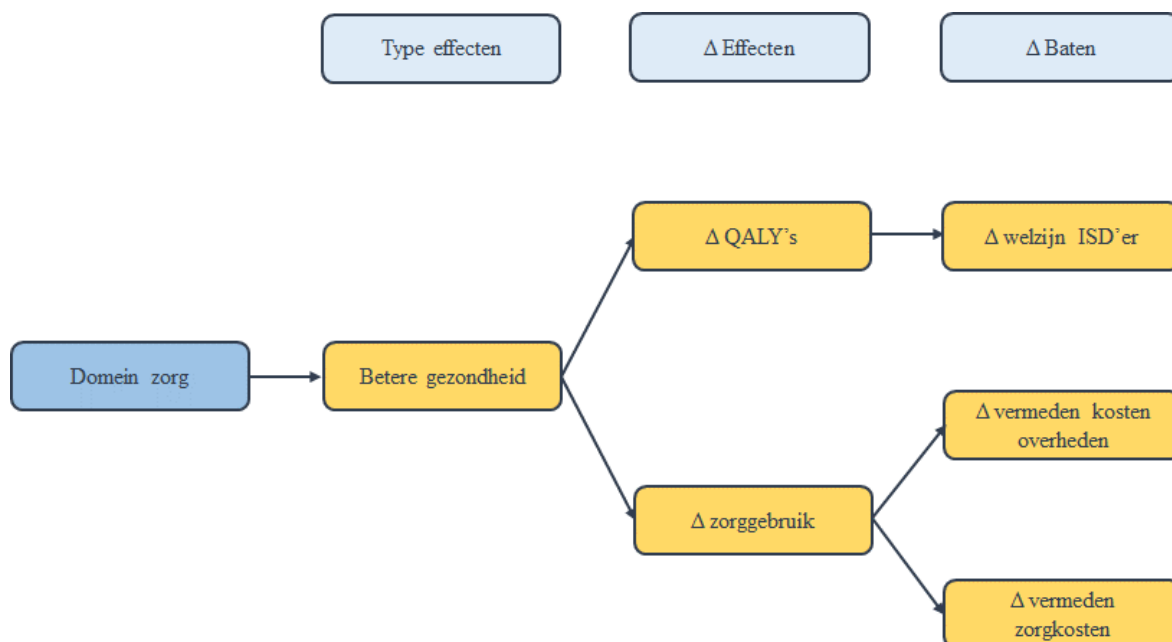 Type effecten
Δ Effecten
Δ Baten
Δ QALY's
Δ welzijn ISD'er
Domein zorg
Betere gezondheid
Δ vermeden kosten
overheden
Δ zorggebruik
Δ vermeden
zorgkosten